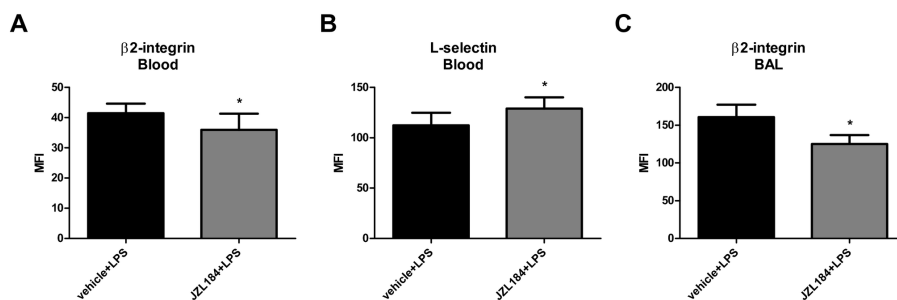 A
β2-integrin
Blood
MFI
50
40
30
20
10
0
*
vehicle+LPS
JZL184+LPS
B
L-selectin
Blood
150
100
50
0
*
vehicle+LPS
JZL184+LPS
C
β2-integrin
BAL
MFI
200
150
100
50
0
*
vehicle+LPS
JZL184+LPS